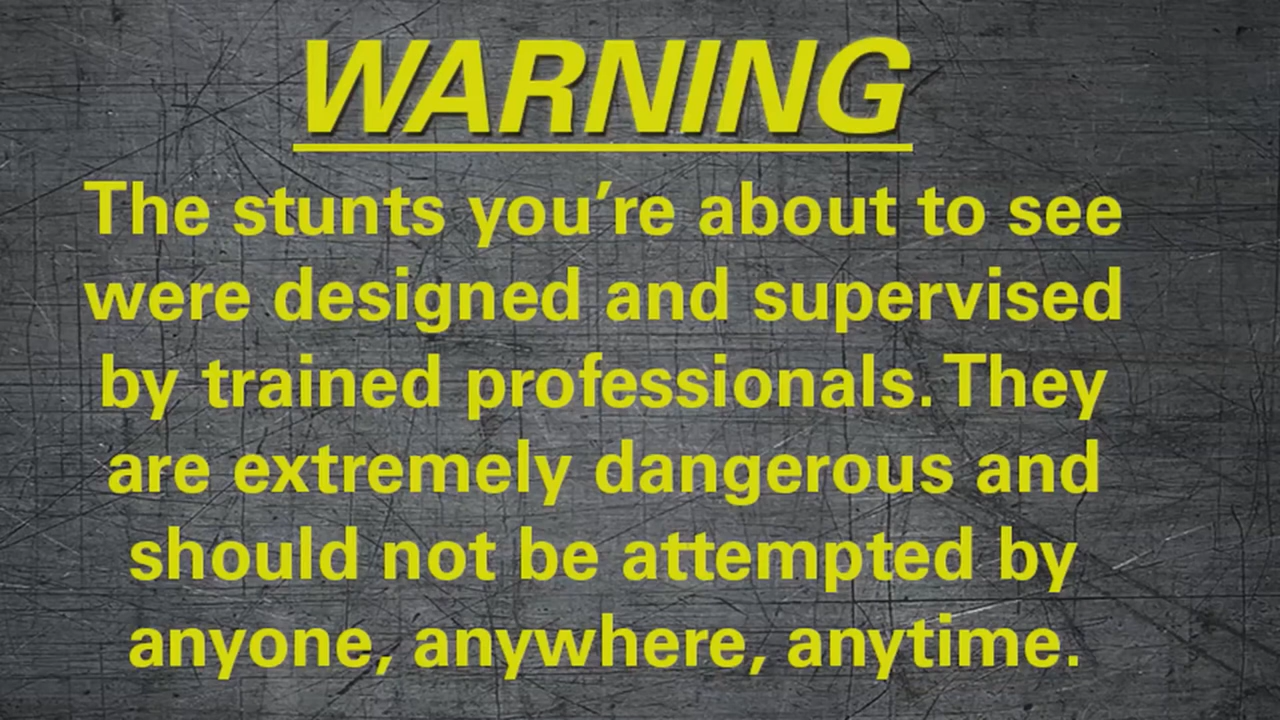 WARNING
The stunts you’re about to see
were designed and supervised
by trained professionals. They
are extremely dangerous and
should not be attempted by
anyone, anywhere, anytime.